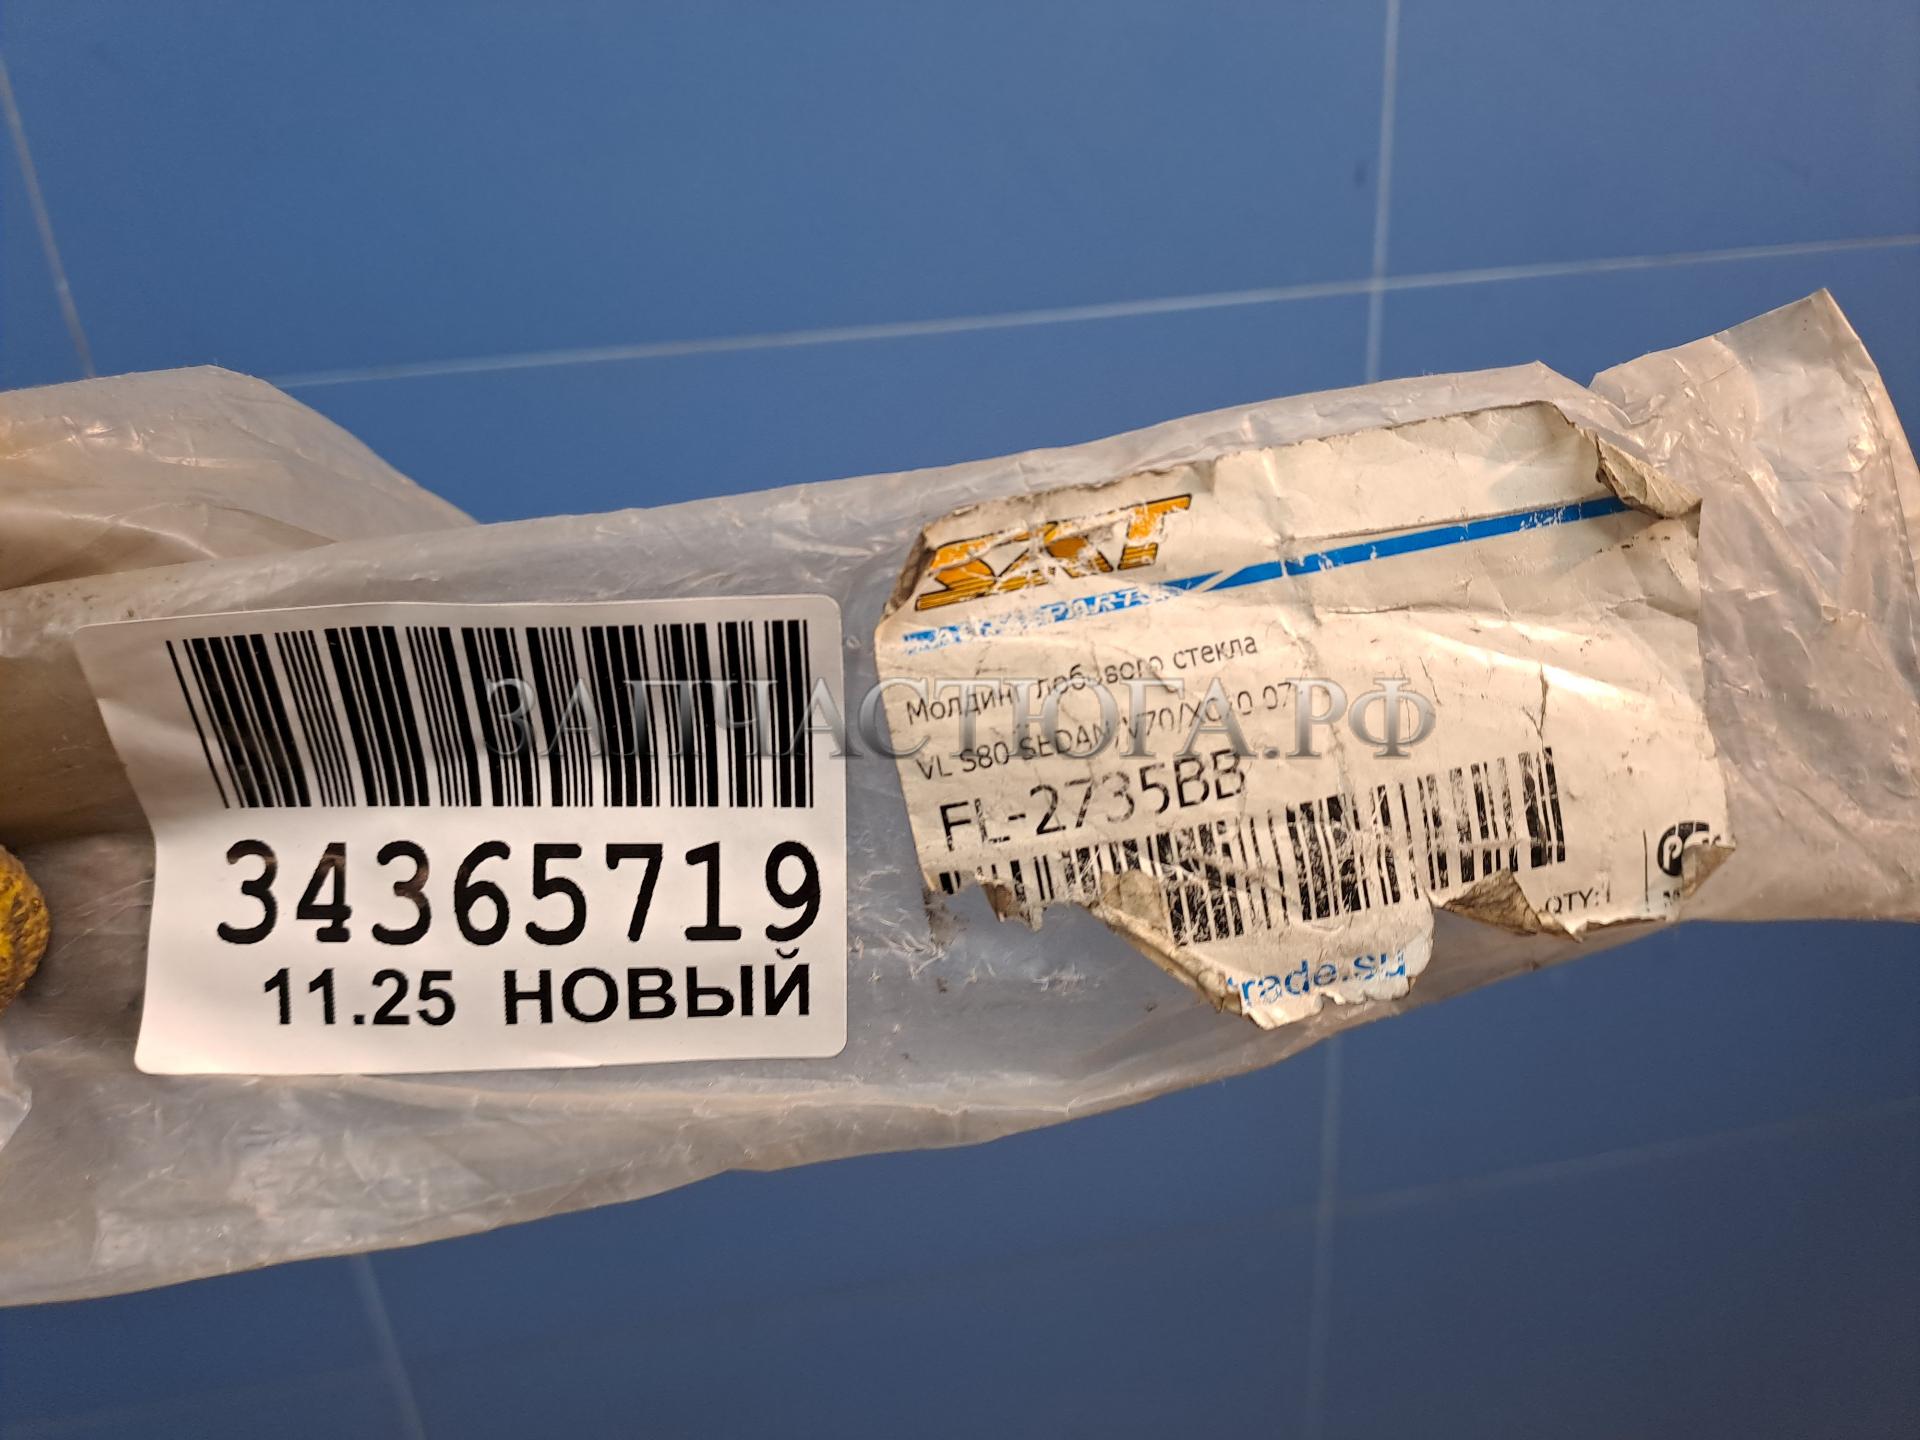 34365719
11.25 НОВЫЙ
SAT
PARTS
Молдинг лобового стекла
VL S80 SEDAN/V70/XC70 07-
FL-2735BB
QTY:1
trade.su
ЗАПЧАСТЮГА.РФ